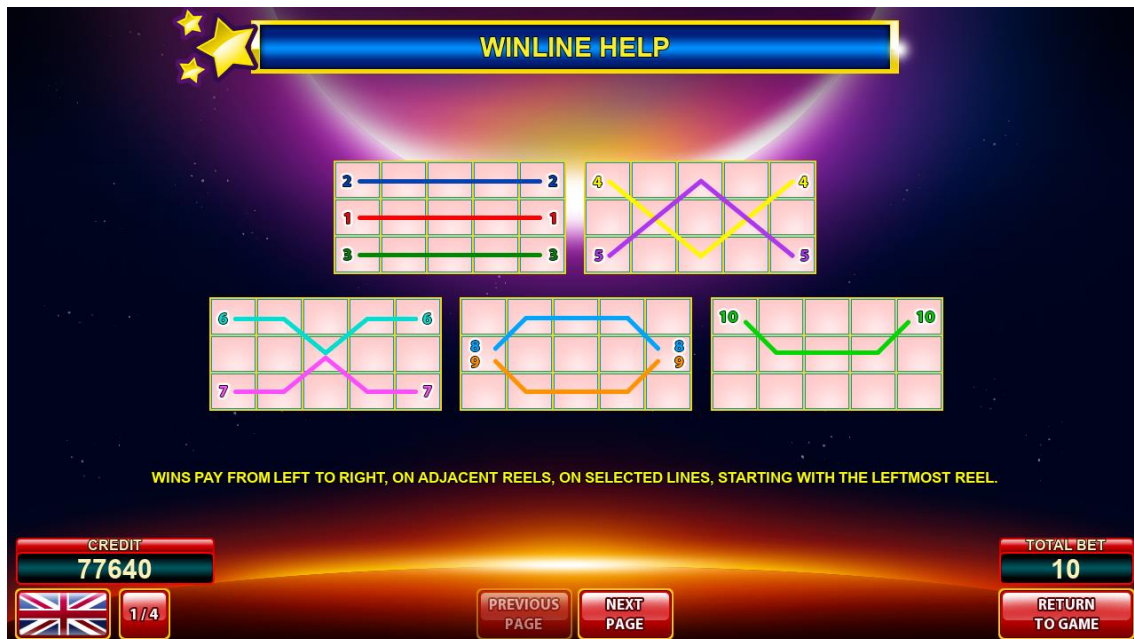 WINLINE HELP
2 2
1 1
3 3
4 4
5 5
6 6
7 7
8 8
9 9
10 10
WINS PAY FROM LEFT TO RIGHT, ON ADJACENT REELS, ON SELECTED LINES, STARTING WITH THE LEFTMOST REEL.
CREDIT
77640
1/4
PREVIOUS
PAGE
NEXT
PAGE
TOTAL BET
10
RETURN
TO GAME